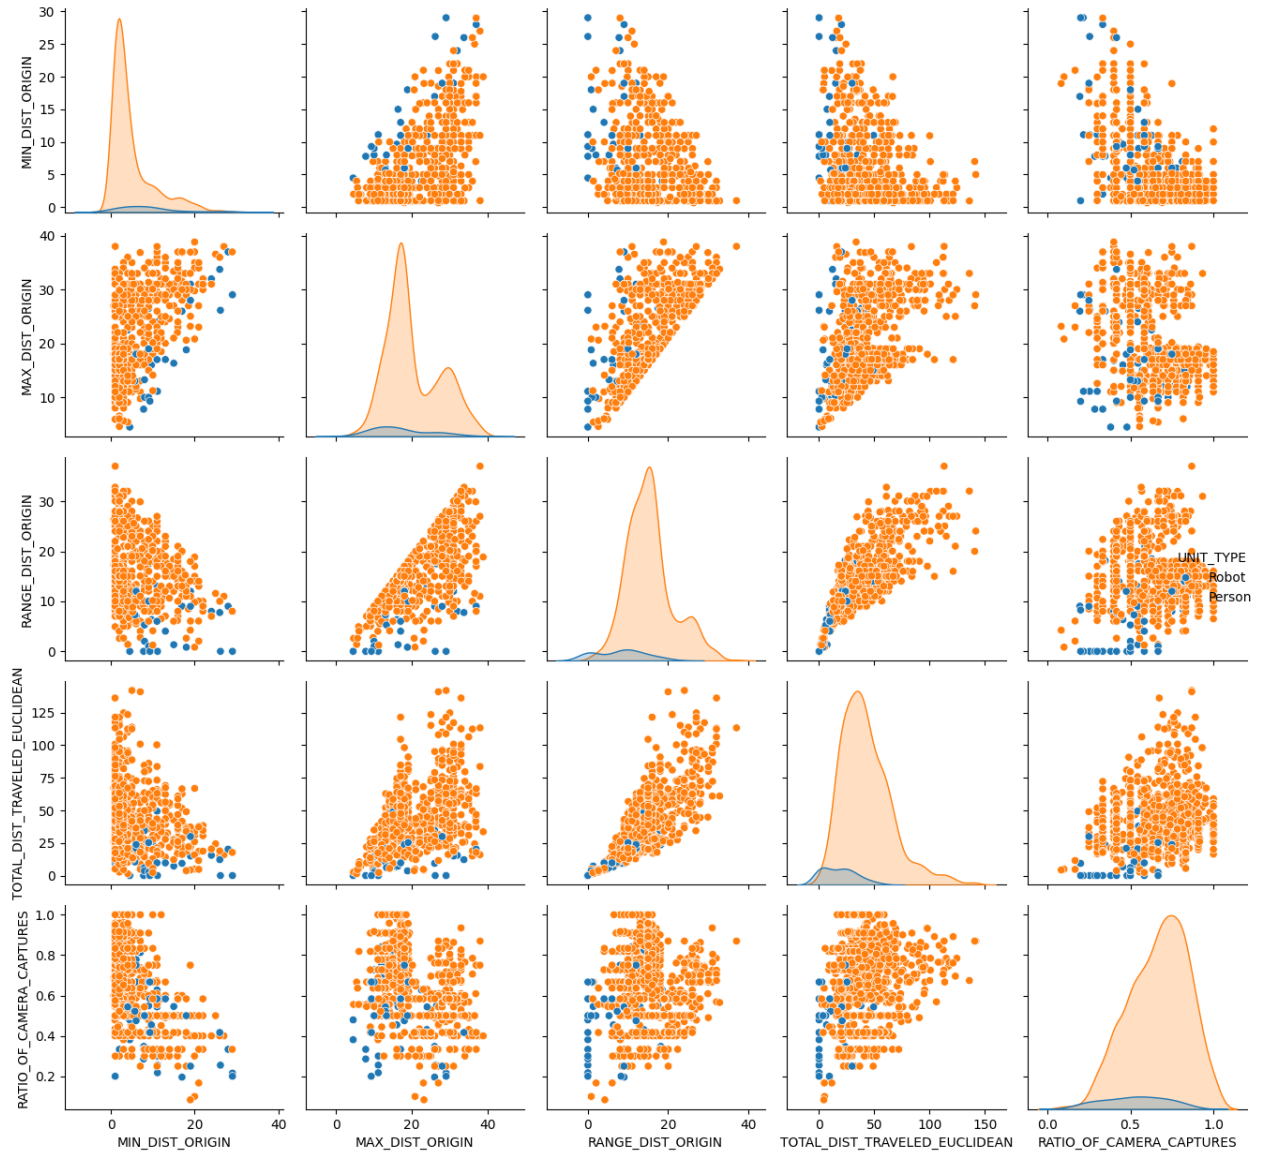 MIN_DIST_ORIGIN
30
25
20
15
10
5
0
MAX_DIST_ORIGIN
40
30
20
10
RANGE_DIST_ORIGIN
30
20
10
0
UNIT_TYPE
Robot
Person
TOTAL_DIST_TRAVELED_EUCLIDEAN
125
100
75
50
25
0
RATIO_OF_CAMERA_CAPTURES
1.0
0.8
0.6
0.4
0.2
0 20 40
0 20 40
0 20 40
0 50 100 150
0.0 0.5 1.0
MIN_DIST_ORIGIN
MAX_DIST_ORIGIN
RANGE_DIST_ORIGIN
TOTAL_DIST_TRAVELED_EUCLIDEAN
RATIO_OF_CAMERA_CAPTURES